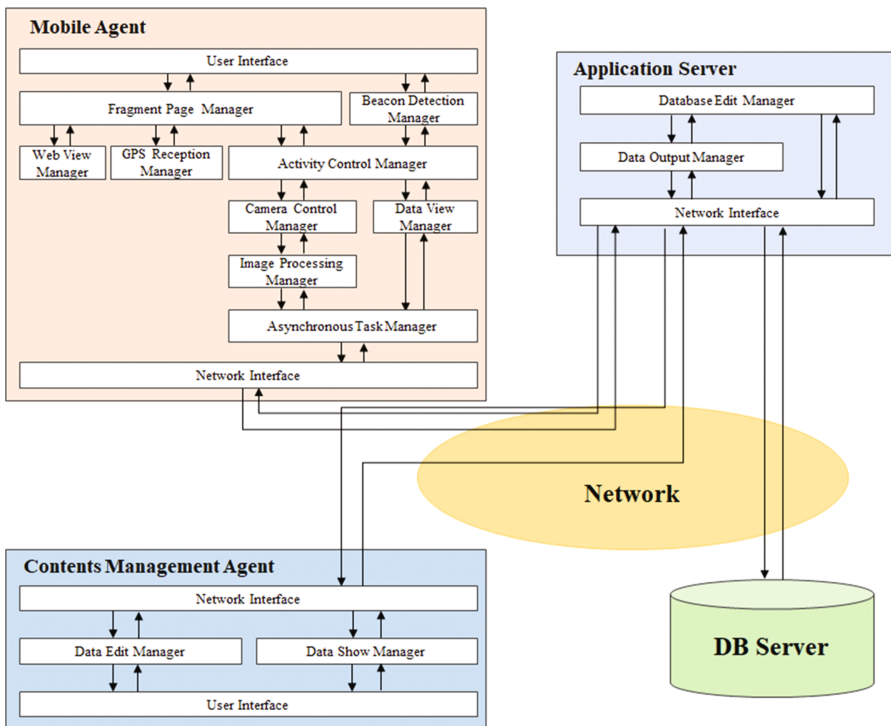 Mobile Agent
User Interface
Fragment Page Manager
Beacon Detection
Manager
Web View
Manager
GPS Reception
Manager
Activity Control Manager
Camera Control
Manager
Data View
Manager
Image Processing
Manager
Asynchronous Task Manager
Network Interface
Application Server
Database Edit Manager
Data Output Manager
Network Interface
Network
Contents Management Agent
Network Interface
Data Edit Manager
Data Show Manager
User Interface
DB Server